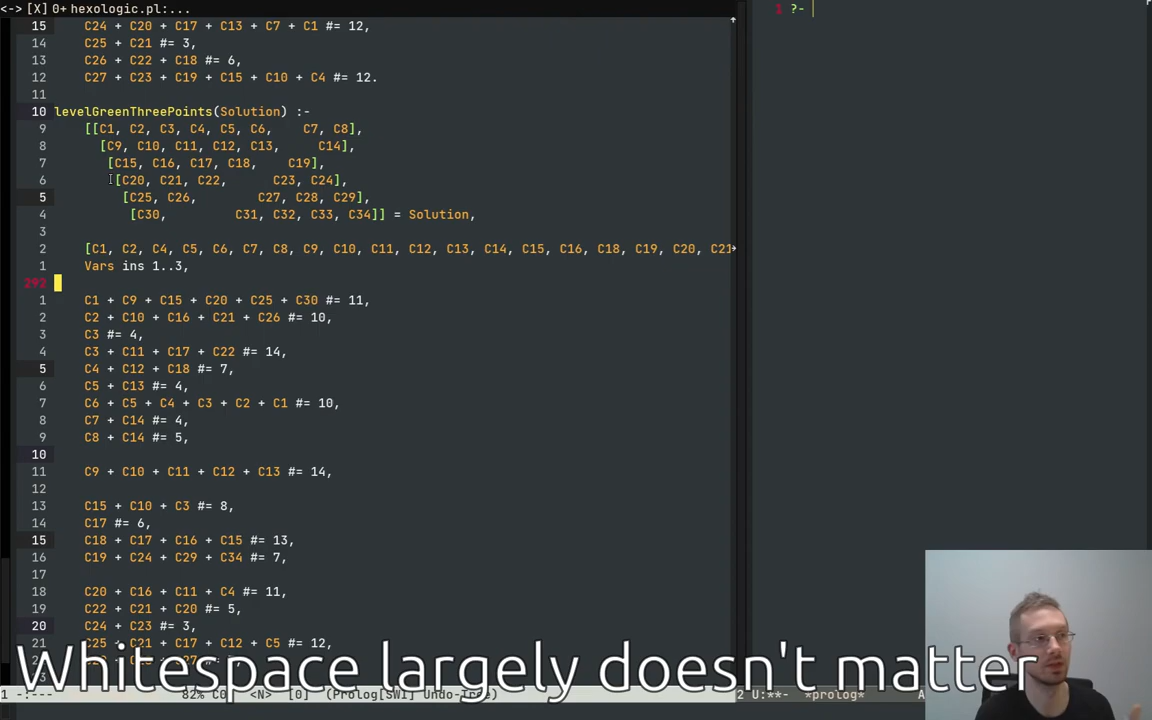 <-> [X] 0+ hexologic.pl:...
1 ?-
15 C24 + C20 + C17 + C13 + C7 + C1 #= 12,
14 C25 + C21 #= 3,
13 C26 + C22 + C18 #= 6,
12 C27 + C23 + C19 + C15 + C10 + C4 #= 12.
11
10 levelGreenThreePoints(Solution) :-
9 [[C1, C2, C3, C4, C5, C6, C7, C8],
8 [C9, C10, C11, C12, C13, C14],
7 [C15, C16, C17, C18, C19],
6 [C20, C21, C22, C23, C24],
5 [C25, C26, C27, C28, C29],
4 [C30, C31, C32, C33, C34]] = Solution,
3
2 [C1, C2, C4, C5, C6, C7, C8, C9, C10, C11, C12, C13, C14, C15, C16, C18, C19, C20, C21
1 Vars ins 1..3,
292
1 C1 + C9 + C15 + C20 + C25 + C30 #= 11,
2 C2 + C10 + C16 + C21 + C26 #= 10,
3 C3 #= 4,
4 C3 + C11 + C17 + C22 #= 14,
5 C4 + C12 + C18 #= 7,
6 C5 + C13 #= 4,
7 C6 + C5 + C4 + C3 + C2 + C1 #= 10,
8 C7 + C14 #= 4,
9 C8 + C14 #= 5,
10
11 C9 + C10 + C11 + C12 + C13 #= 14,
12
13 C15 + C10 + C3 #= 8,
14 C17 #= 6,
15 C18 + C17 + C16 + C15 #= 13,
16 C19 + C24 + C29 + C34 #= 7,
17
18 C20 + C16 + C11 + C4 #= 11,
19 C22 + C21 + C20 #= 5,
20 C24 + C23 #= 3,
21 C25 + C21 + C17 + C12 + C5 #= 12,
Whitespace largely doesn't matter
1 -:--- 82% C0 <N> [0] (Prolog[SWI] Undo-Tree)
2 U:**- *prolog*